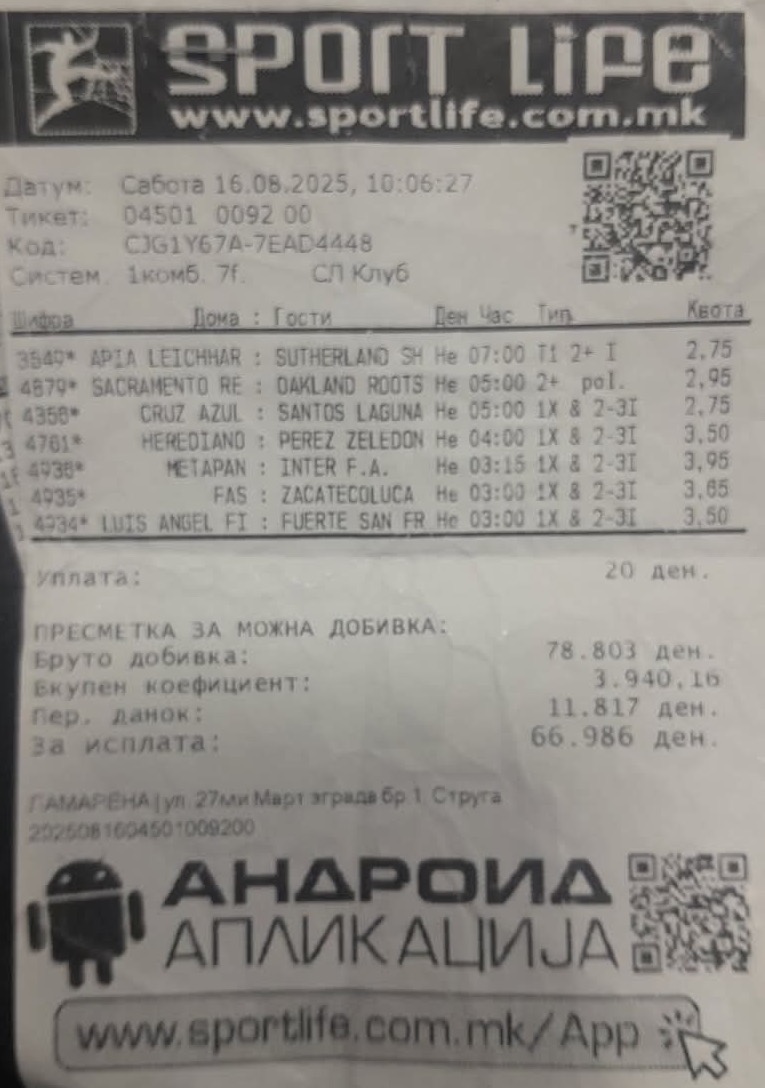 SPORT LIFE
www.sportlife.com.mk
Датум: Сабота 16.08.2025, 10:06:27
Тикет: 04501 0092 00
Код: CJG1Y67A-7EAD4448
Систем. 1комб. 7f. СП Клуб
Шифра Дома : Гости Ден Час Тип Квота
3549* APIA LEICHHAR : SUTHERLAND SH Не 07:00 T1 2+ I 2,75
4879* SACRAMENTO RE : OAKLAND ROOTS Не 05:00 2+ pol. 2,95
4358* CRUZ AZUL : SANTOS LAGUNA Не 05:00 1X & 2-3I 2,75
4761* HEREDIANO : PEREZ ZELEDON Не 04:00 1X & 2-3I 3,50
4936* METAPAN : INTER F.A. Не 03:15 1X & 2-3I 3,95
4935* FAS : ZACATECOLUCA Не 03:00 1X & 2-3I 3,65
4934* LUIS ANGEL FI : FUERTE SAN FR Не 03:00 1X & 2-3I 3,50
Уплата: 20 ден.
ПРЕСМЕТКА ЗА МОЖНА ДОБИВКА:
Бруто добивка: 78.803 ден.
Вкупен коефициент: 3.940,16
Пер. данок: 11.817 ден.
За исплата: 66.986 ден.
ГАМАРЕНА | ул. 27ми Март зграда бр 1 Струга
2025081604501009200
АНДРОИД
АПЛИКАЦИЈА
www.sportlife.com.mk/App